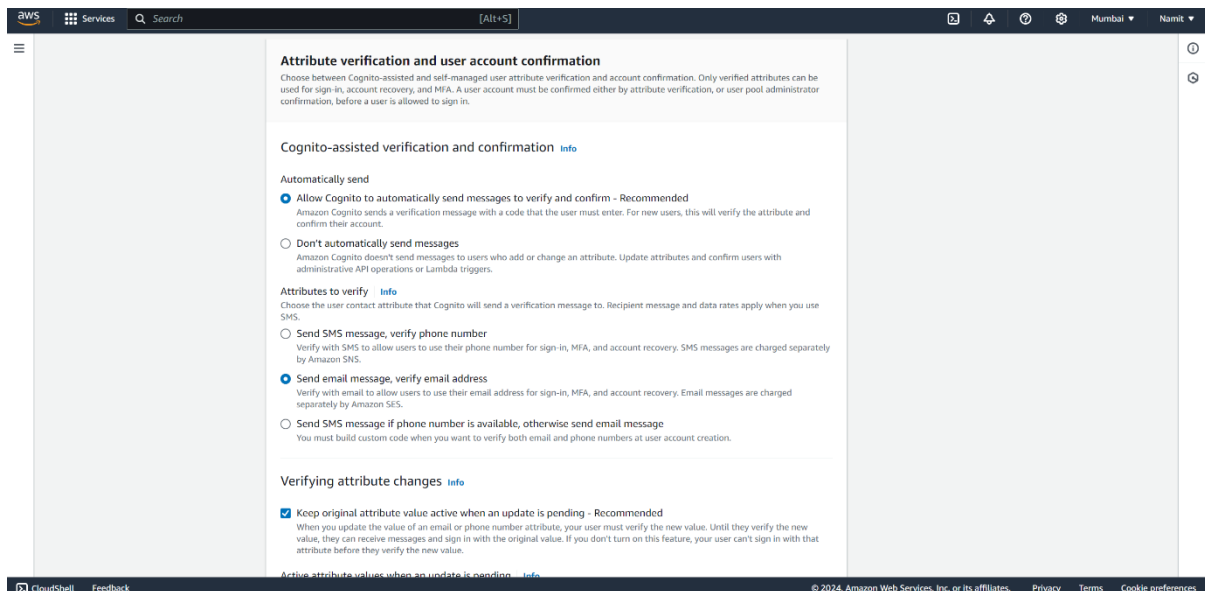 aws
Services
Search
[Alt+S]
Mumbai
Namit
Attribute verification and user account confirmation
Choose between Cognito-assisted and self-managed user attribute verification and account confirmation. Only verified attributes can be
used for sign-in, account recovery, and MFA. A user account must be confirmed either by attribute verification, or user pool administrator
confirmation, before a user is allowed to sign in.
Cognito-assisted verification and confirmation Info
Automatically send
Allow Cognito to automatically send messages to verify and confirm - Recommended
Amazon Cognito sends a verification message with a code that the user must enter. For new users, this will verify the attribute and
confirm their account.
Don't automatically send messages
Amazon Cognito doesn't send messages to users who add or change an attribute. Update attributes and confirm users with
administrative API operations or Lambda triggers.
Attributes to verify Info
Choose the user contact attribute that Cognito will send a verification message to. Recipient message and data rates apply when you use
SMS.
Send SMS message, verify phone number
Verify with SMS to allow users to use their phone number for sign-in, MFA, and account recovery. SMS messages are charged separately
by Amazon SNS.
Send email message, verify email address
Verify with email to allow users to use their email address for sign-in, MFA, and account recovery. Email messages are charged
separately by Amazon SES.
Send SMS message if phone number is available, otherwise send email message
You must build custom code when you want to verify both email and phone numbers at user account creation.
Verifying attribute changes Info
Keep original attribute value active when an update is pending - Recommended
When you update the value of an email or phone number attribute, your user must verify the new value. Until they verify the new
value, they can receive messages and sign in with the original value. If you don't turn on this feature, your user can't sign in with that
attribute before they verify the new value.
Active attribute values when an update is pending Info
CloudShell Feedback © 2024, Amazon Web Services, Inc. or its affiliates. Privacy Terms Cookie preferences